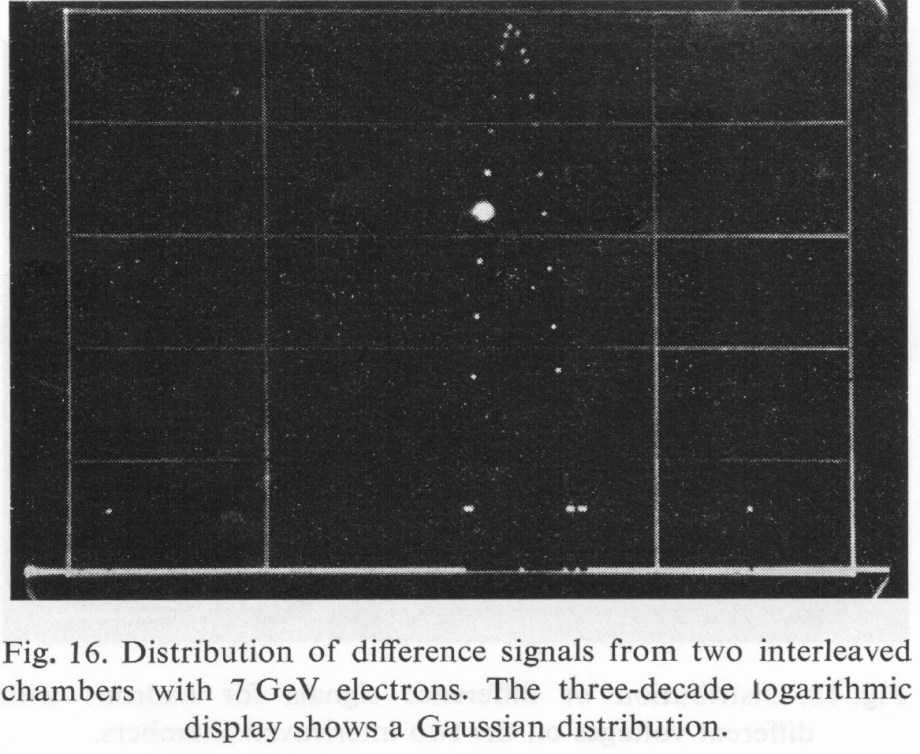 Fig. 16. Distribution of difference signals from two interleaved
chambers with 7 GeV electrons. The three-decade logarithmic
display shows a Gaussian distribution.